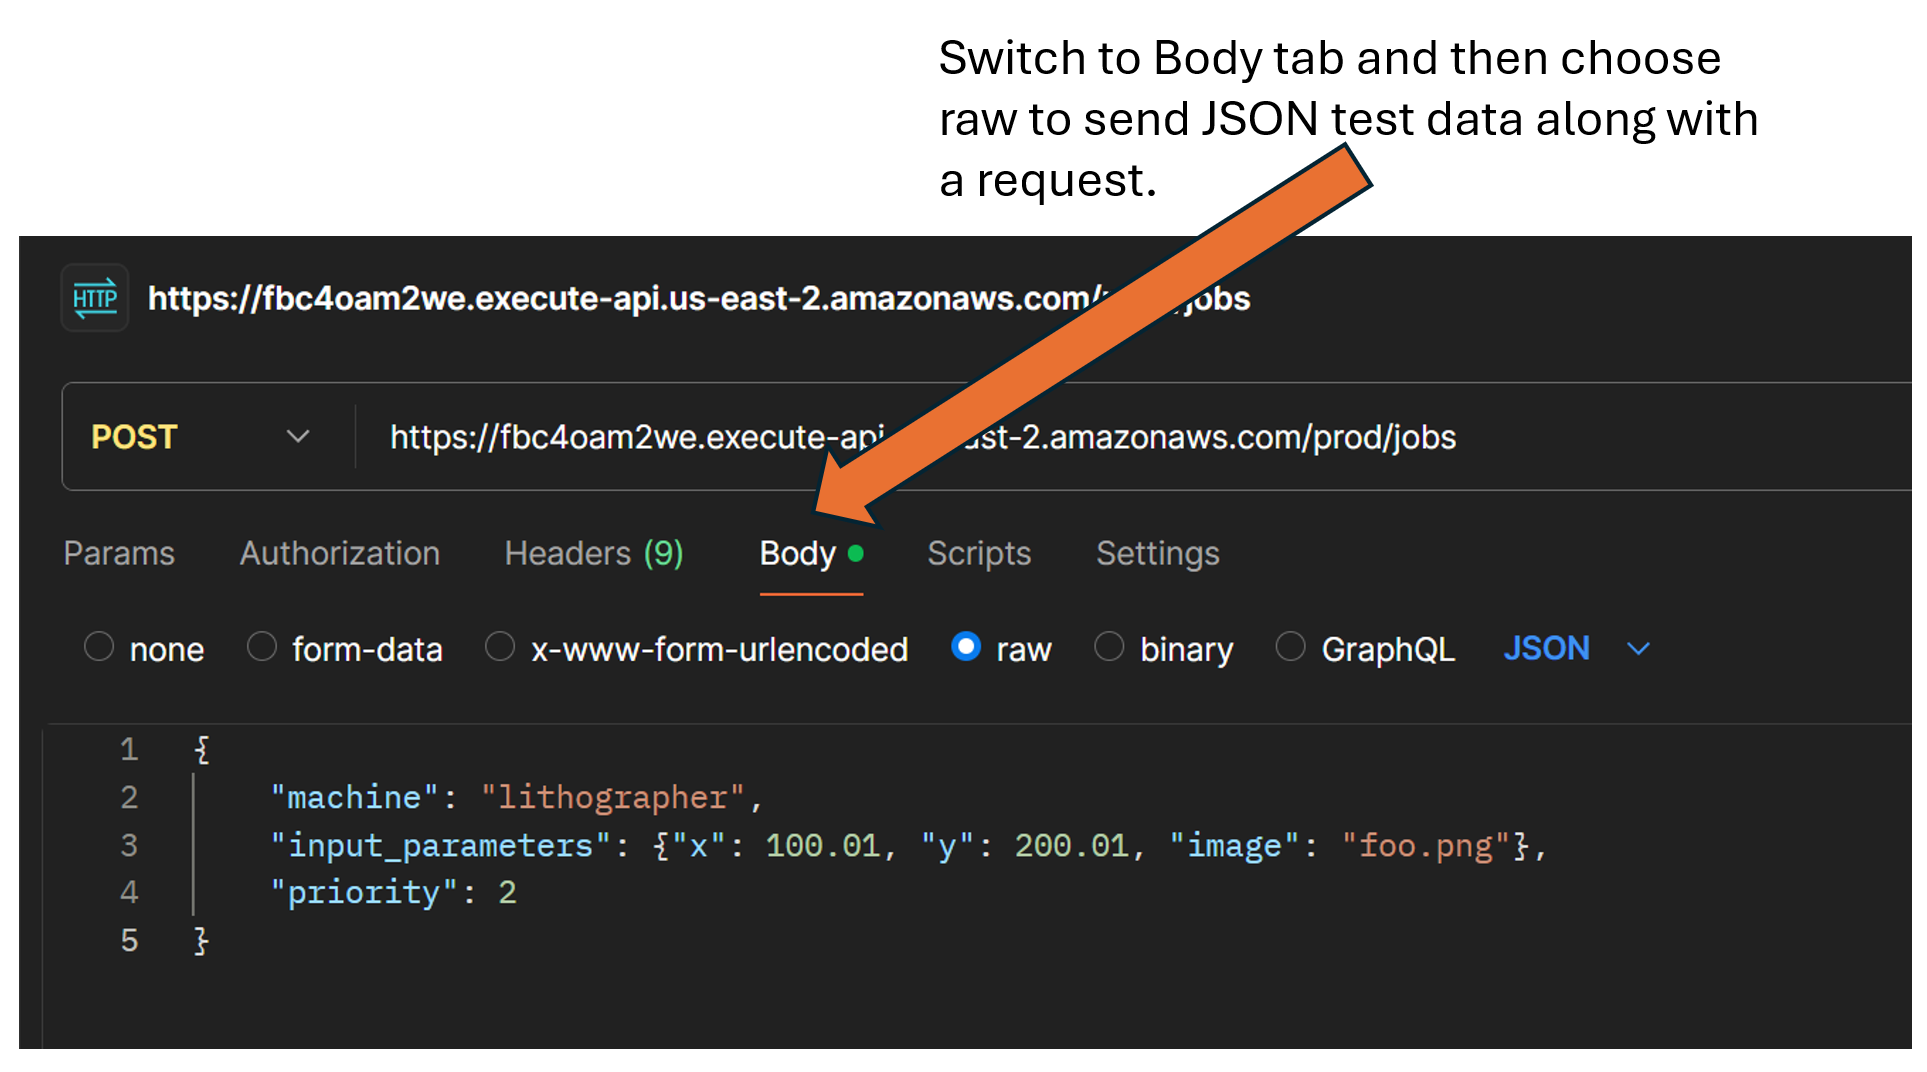 Switch to Body tab and then choose
raw to send JSON test data along with
a request.
HTTP https://fbc4oam2we.execute-api.us-east-2.amazonaws.com/ jobs
POST https://fbc4oam2we.execute-api east-2.amazonaws.com/prod/jobs
Params Authorization Headers (9) Body Scripts Settings
none form-data x-www-form-urlencoded raw binary GraphQL JSON
1 {
2 "machine": "lithographer",
3 "input_parameters": {"x": 100.01, "y": 200.01, "image": "foo.png"},
4 "priority": 2
5 }